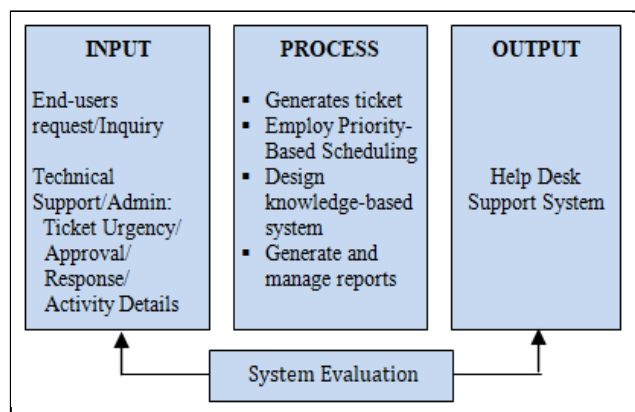 INPUT
End-users
request/Inquiry
Technical
Support/Admin:
Ticket Urgency/
Approval/
Response/
Activity Details
PROCESS
▪ Generates ticket
▪ Employ Priority-
Based Scheduling
▪ Design
knowledge-based
system
▪ Generate and
manage reports
OUTPUT
Help Desk
Support System
System Evaluation